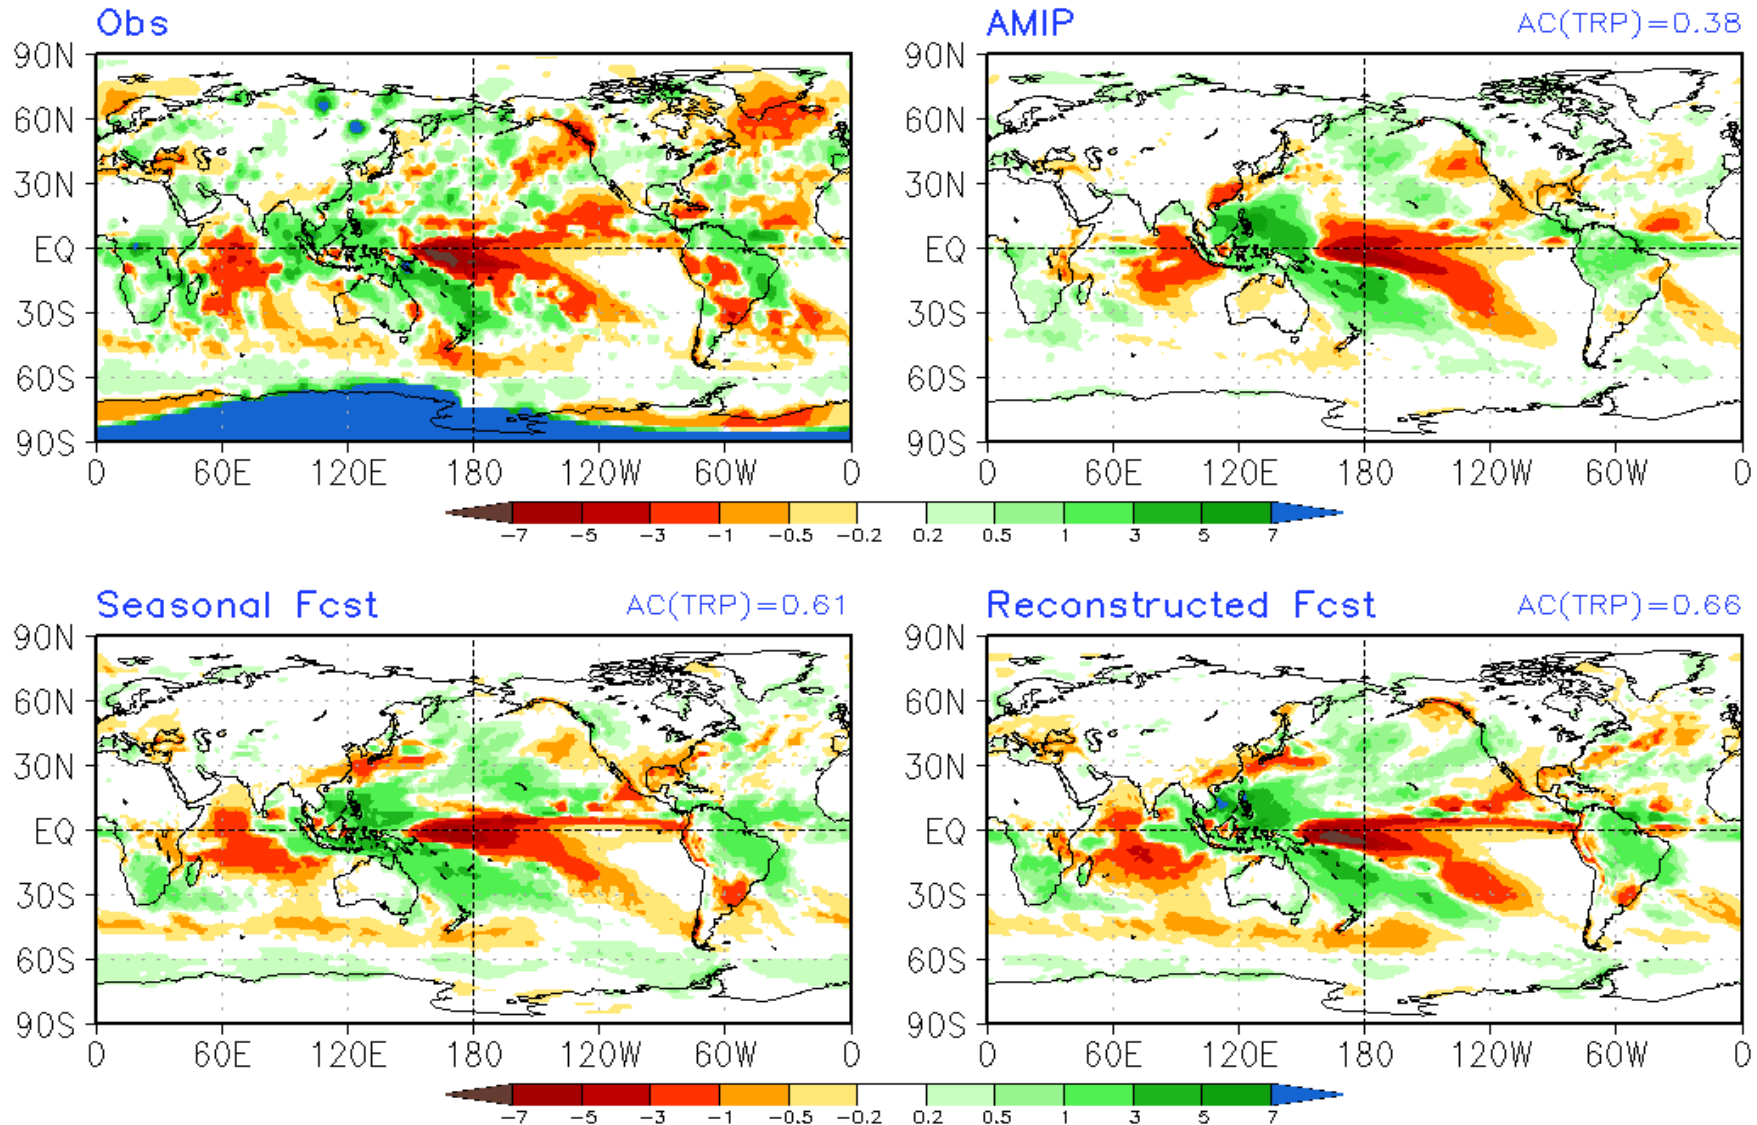 Obs
AMIP AC(TRP)=0.38
90N 90N
60N 60N
30N 30N
EQ EQ
30S 30S
60S 60S
90S 90S
0 60E 120E 180 120W 60W 0 0 60E 120E 180 120W 60W 0
-7 -5 -3 -1 -0.5 -0.2 0.2 0.5 1 3 5 7
Seasonal Fcst AC(TRP)=0.61
Reconstructed Fcst AC(TRP)=0.66
90N 90N
60N 60N
30N 30N
EQ EQ
30S 30S
60S 60S
90S 90S
0 60E 120E 180 120W 60W 0 0 60E 120E 180 120W 60W 0
-7 -5 -3 -1 -0.5 -0.2 0.2 0.5 1 3 5 7